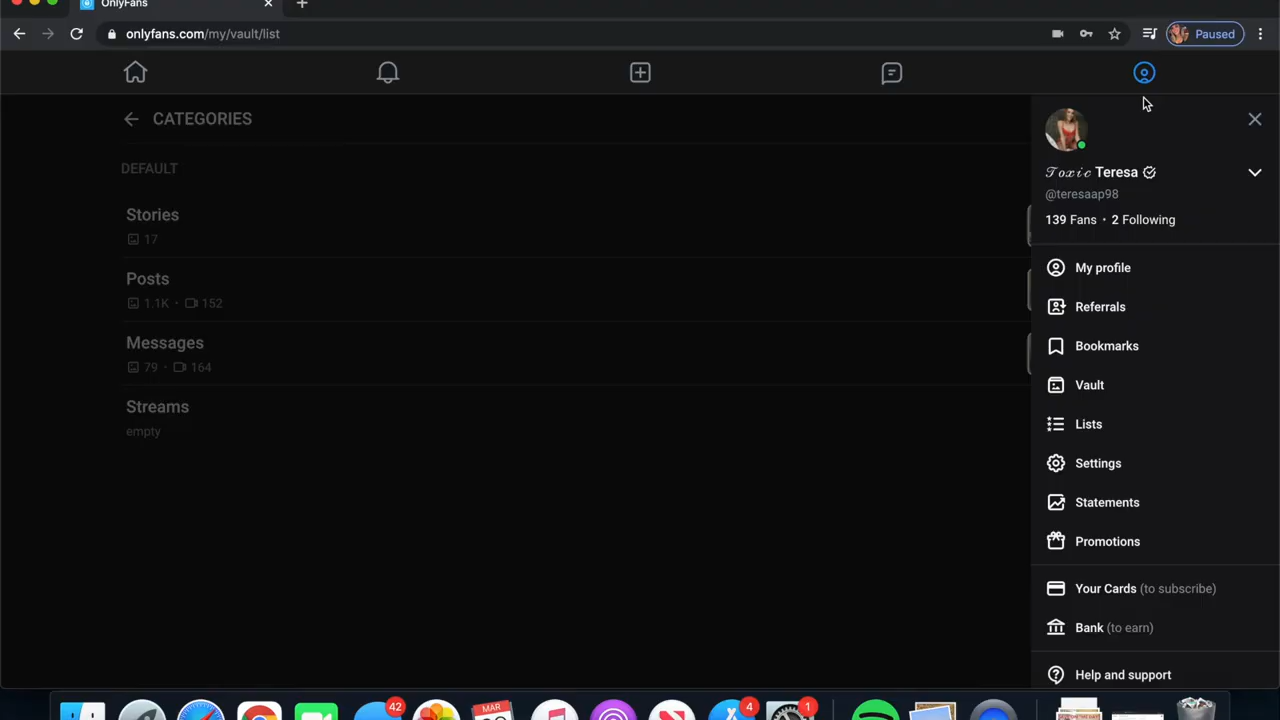 OnlyFans
onlyfans.com/my/vault/list
Paused
CATEGORIES
DEFAULT
Stories
17
Posts
1.1K · 152
Messages
79 · 164
Streams
empty
𝒯𝑜𝓍𝒾𝒸 Teresa
@teresaap98
139 Fans · 2 Following
My profile
Referrals
Bookmarks
Vault
Lists
Settings
Statements
Promotions
Your Cards (to subscribe)
Bank (to earn)
Help and support
42
MAR
4
1